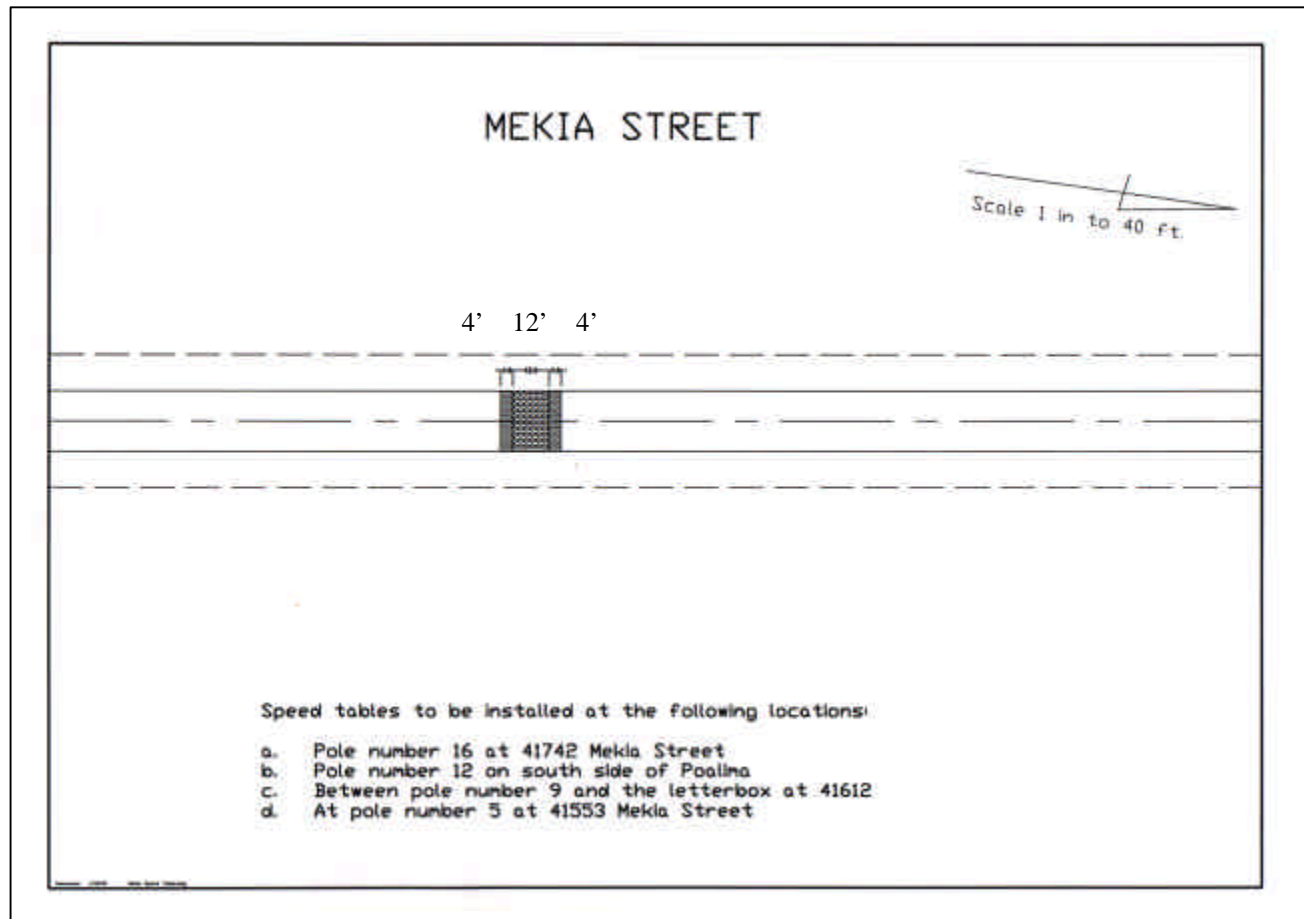 MEKIA STREET
Scale 1 in to 40 ft.
4’ 12’ 4’
Speed tables to be installed at the following locations:
a. Pole number 16 at 41742 Mekia Street
b. Pole number 12 on south side of Poalima
c. Between pole number 9 and the letterbox at 41612
d. At pole number 5 at 41553 Mekia Street